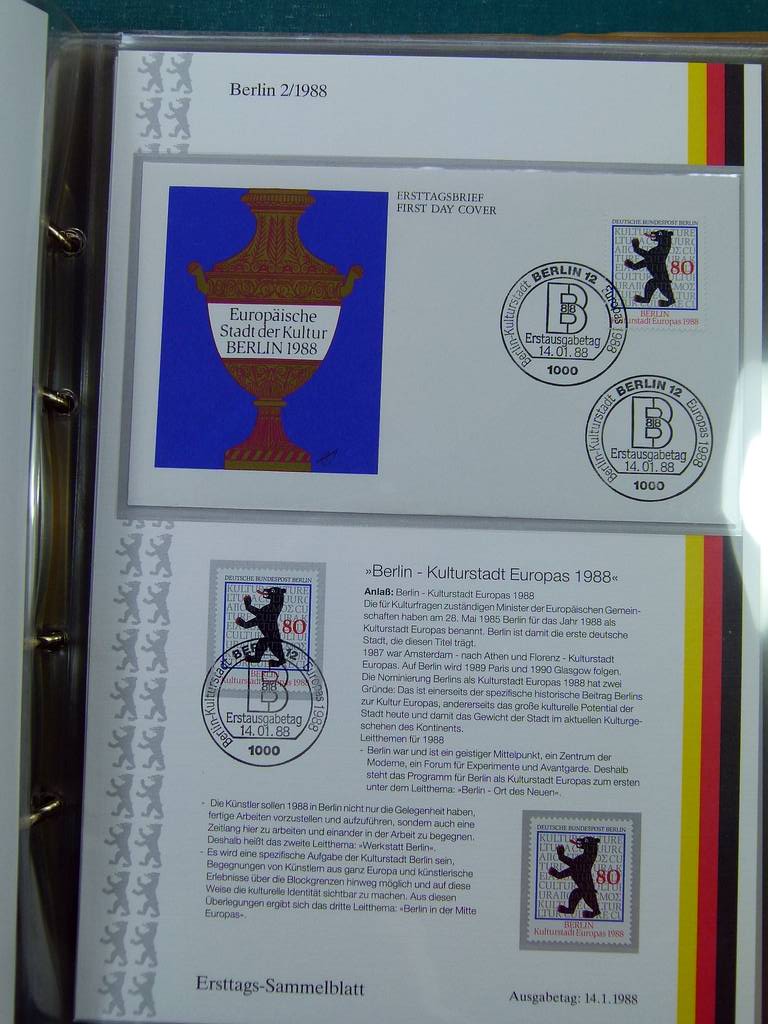 Berlin 2/1988
ERSTTAGSBRIEF
FIRST DAY COVER
Europäische
Stadt der Kultur
BERLIN 1988
DEUTSCHE BUNDESPOST BERLIN
80
BERLIN
Kulturstadt Europas 1988
BERLIN 12
Berlin-Kulturstadt Europas 1988
B
88
Erstausgabetag
14.01.88
1000
BERLIN 12
Berlin-Kulturstadt Europas 1988
B
88
Erstausgabetag
14.01.88
1000
DEUTSCHE BUNDESPOST BERLIN
80
BERLIN
Kulturstadt Europas 1988
BERLIN 12
Berlin-Kulturstadt Europas 1988
B
88
Erstausgabetag
14.01.88
1000
»Berlin - Kulturstadt Europas 1988«
Anlaß: Berlin - Kulturstadt Europas 1988
Die für Kulturfragen zuständigen Minister der Europäischen Gemein-
schaften haben am 28. Mai 1985 Berlin für das Jahr 1988 als
Kulturstadt Europas benannt. Berlin ist damit die erste deutsche
Stadt, die diesen Titel trägt.
1987 war Amsterdam - nach Athen und Florenz - Kulturstadt
Europas. Auf Berlin wird 1989 Paris und 1990 Glasgow folgen.
Die Nominierung Berlins als Kulturstadt Europas 1988 hat zwei
Gründe: Das ist einerseits der spezifische historische Beitrag Berlins
zur Kultur Europas, andererseits das große kulturelle Potential der
Stadt heute und damit das Gewicht der Stadt im aktuellen Kulturge-
schehen des Kontinents.
Leitthemen für 1988
- Berlin war und ist ein geistiger Mittelpunkt, ein Zentrum der
Moderne, ein Forum für Experimente und Avantgarde. Deshalb
steht das Programm für Berlin als Kulturstadt Europas zum ersten
unter dem Leitthema: »Berlin - Ort des Neuen«.
- Die Künstler sollen 1988 in Berlin nicht nur die Gelegenheit haben,
fertige Arbeiten vorzustellen und aufzuführen, sondern auch eine
Zeitlang hier zu arbeiten und einander in der Arbeit zu begegnen.
Deshalb heißt das zweite Leitthema: »Werkstatt Berlin«.
- Es wird eine spezifische Aufgabe der Kulturstadt Berlin sein,
Begegnungen von Künstlern aus ganz Europa und künstlerische
Erlebnisse über die Blockgrenzen hinweg möglich und auf diese
Weise die kulturelle Identität sichtbar zu machen. Aus diesen
Überlegungen ergibt sich das dritte Leitthema: »Berlin in der Mitte
Europas«.
DEUTSCHE BUNDESPOST BERLIN
80
BERLIN
Kulturstadt Europas 1988
Ersttags-Sammelblatt
Ausgabetag: 14.1.1988